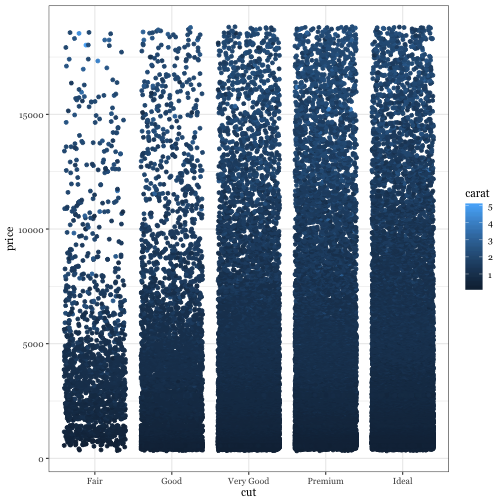 15000
10000
5000
0
price
Fair
Good
Very Good
Premium
Ideal
cut
carat
5
4
3
2
1